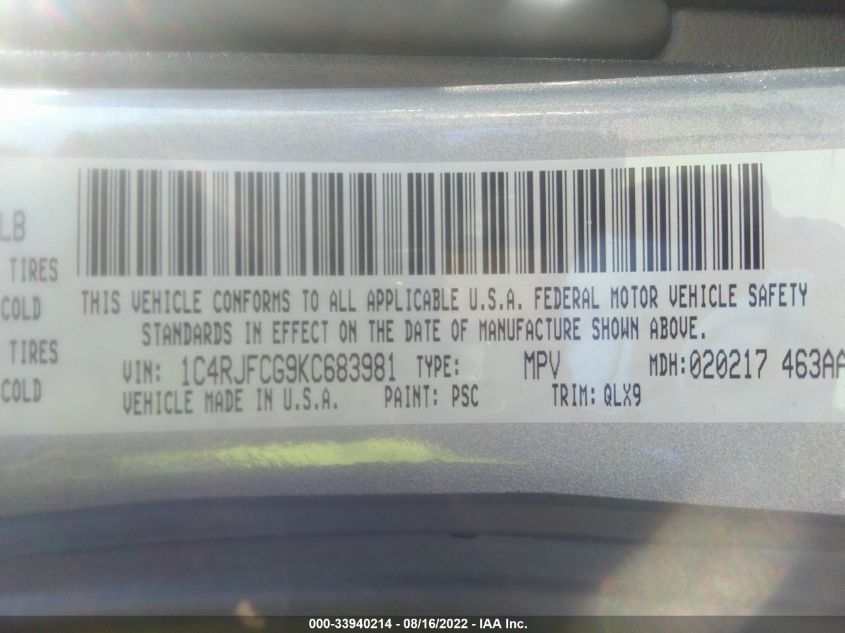 LB
TIRES
COLD
TIRES
COLD
THIS VEHICLE CONFORMS TO ALL APPLICABLE U.S.A. FEDERAL MOTOR VEHICLE SAFETY
STANDARDS IN EFFECT ON THE DATE OF MANUFACTURE SHOWN ABOVE.
VIN: 1C4RJFCG9KC683981 TYPE: MPV MDH:020217 463AA
VEHICLE MADE IN U.S.A. PAINT: PSC TRIM: QLX9
000-33940214 - 08/16/2022 - IAA Inc.